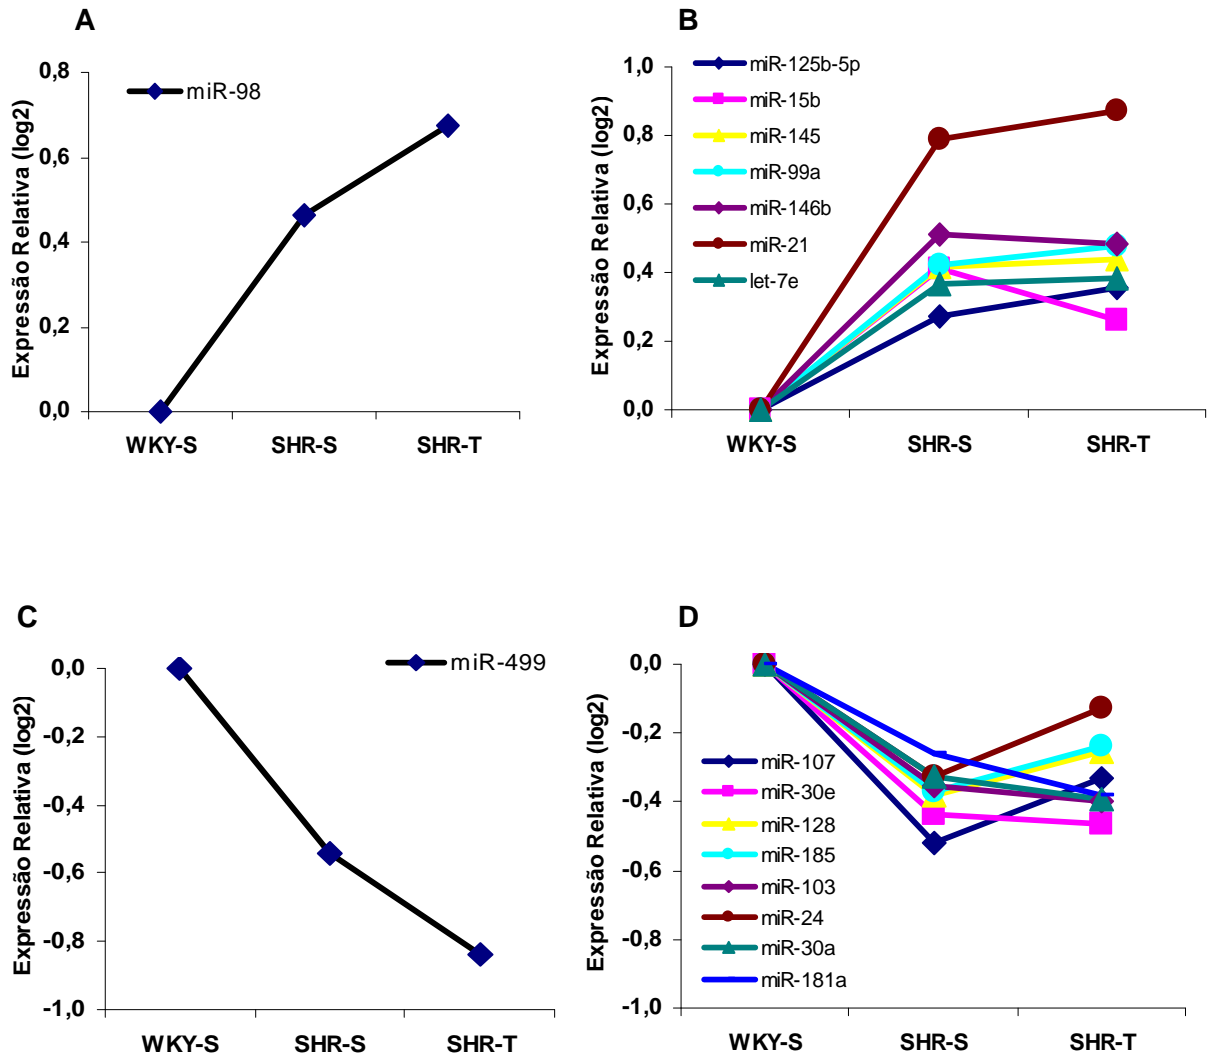 A
Expressão Relativa (log2)
0,8
0,6
0,4
0,2
0,0
miR-98
WKY-S SHR-S SHR-T
B
Expressão Relativa (log2)
1,0
0,8
0,6
0,4
0,2
0,0
miR-125b-5p
miR-15b
miR-145
miR-99a
miR-146b
miR-21
let-7e
WKY-S SHR-S SHR-T
C
Expressão Relativa (log2)
0,0
-0,2
-0,4
-0,6
-0,8
-1,0
miR-499
WKY-S SHR-S SHR-T
D
Expressão Relativa (log2)
0,0
-0,2
-0,4
-0,6
-0,8
-1,0
miR-107
miR-30e
miR-128
miR-185
miR-103
miR-24
miR-30a
miR-181a
WKY-S SHR-S SHR-T